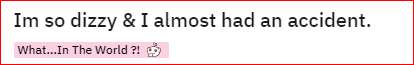 Im so dizzy & I almost had an accident.
What...In The World ?!